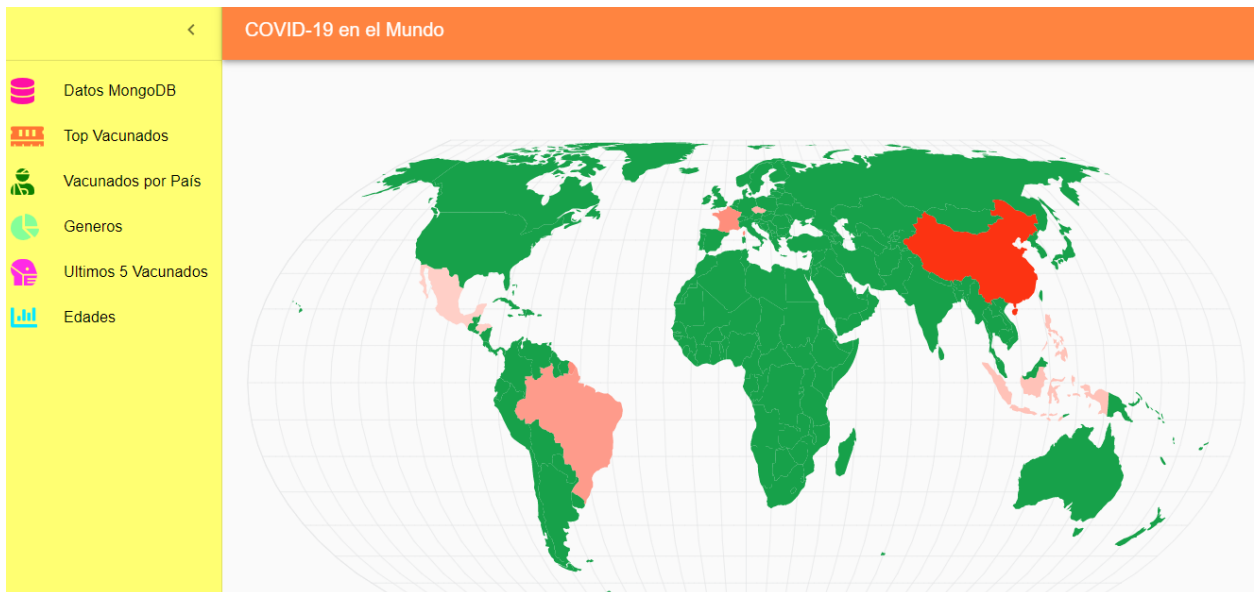 COVID-19 en el Mundo
Datos MongoDB
Top Vacunados
Vacunados por País
Generos
Ultimos 5 Vacunados
Edades